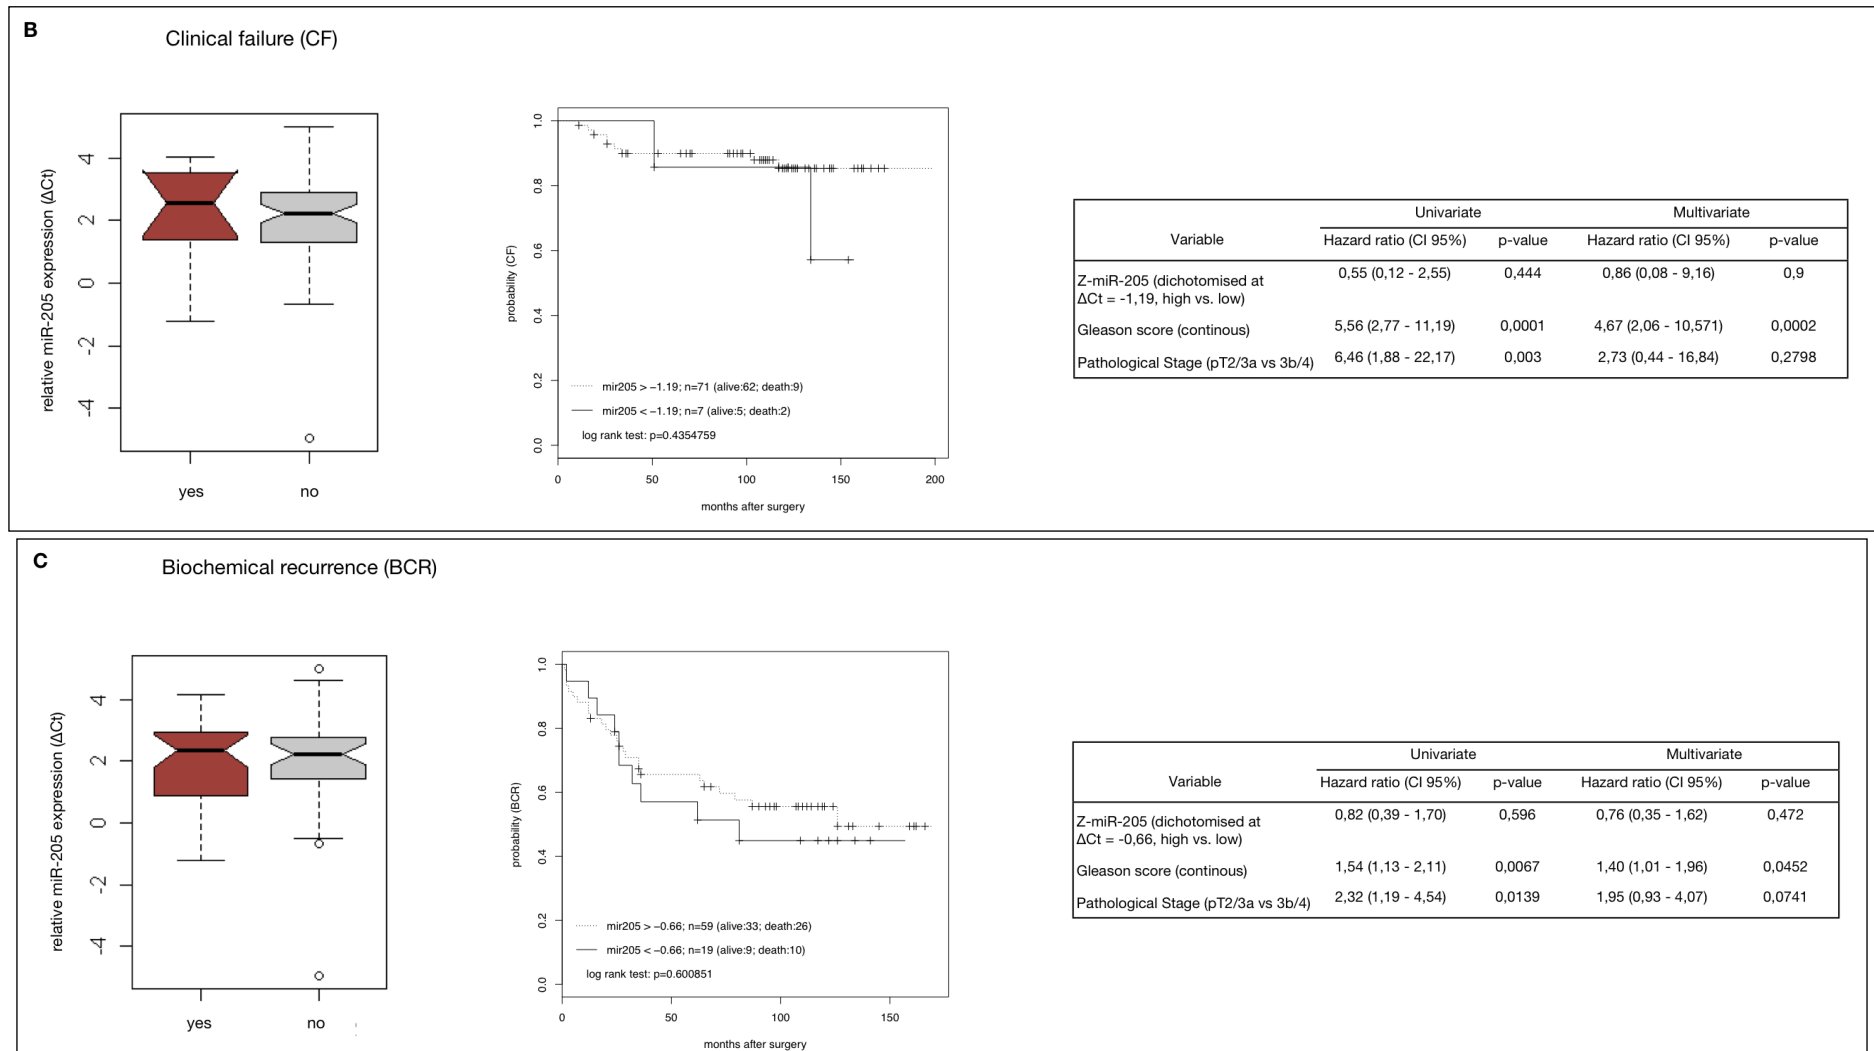 B
Clinical failure (CF)
relative miR-205 expression (ΔCt)
4
2
0
-2
-4
yes
no
probability (CF)
1.0
0.8
0.6
0.4
0.2
0.0
mir205 > −1.19; n=71 (alive:62; death:9)
mir205 < −1.19; n=7 (alive:5; death:2)
log rank test: p=0.4354759
0
50
100
150
200
months after surgery
Univariate
Multivariate
Variable
Hazard ratio (CI 95%)
p-value
Hazard ratio (CI 95%)
p-value
Z-miR-205 (dichotomised at
ΔCt = -1,19, high vs. low)
0,55 (0,12 - 2,55)
0,444
0,86 (0,08 - 9,16)
0,9
Gleason score (continous)
5,56 (2,77 - 11,19)
0,0001
4,67 (2,06 - 10,571)
0,0002
Pathological Stage (pT2/3a vs 3b/4)
6,46 (1,88 - 22,17)
0,003
2,73 (0,44 - 16,84)
0,2798
C
Biochemical recurrence (BCR)
relative miR-205 expression (ΔCt)
4
2
0
-2
-4
yes
no
probability (BCR)
1.0
0.8
0.6
0.4
0.2
0.0
mir205 > −0.66; n=59 (alive:33; death:26)
mir205 < −0.66; n=19 (alive:9; death:10)
log rank test: p=0.600851
0
50
100
150
months after surgery
Univariate
Multivariate
Variable
Hazard ratio (CI 95%)
p-value
Hazard ratio (CI 95%)
p-value
Z-miR-205 (dichotomised at
ΔCt = -0,66, high vs. low)
0,82 (0,39 - 1,70)
0,596
0,76 (0,35 - 1,62)
0,472
Gleason score (continous)
1,54 (1,13 - 2,11)
0,0067
1,40 (1,01 - 1,96)
0,0452
Pathological Stage (pT2/3a vs 3b/4)
2,32 (1,19 - 4,54)
0,0139
1,95 (0,93 - 4,07)
0,0741